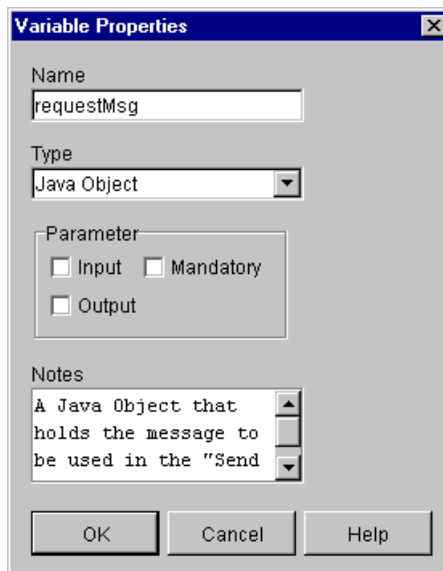 Variable Properties
Name
requestMsg
Type
Java Object
Parameter
Input Mandatory
Output
Notes
A Java Object that
holds the message to
be used in the "Send
OK Cancel Help